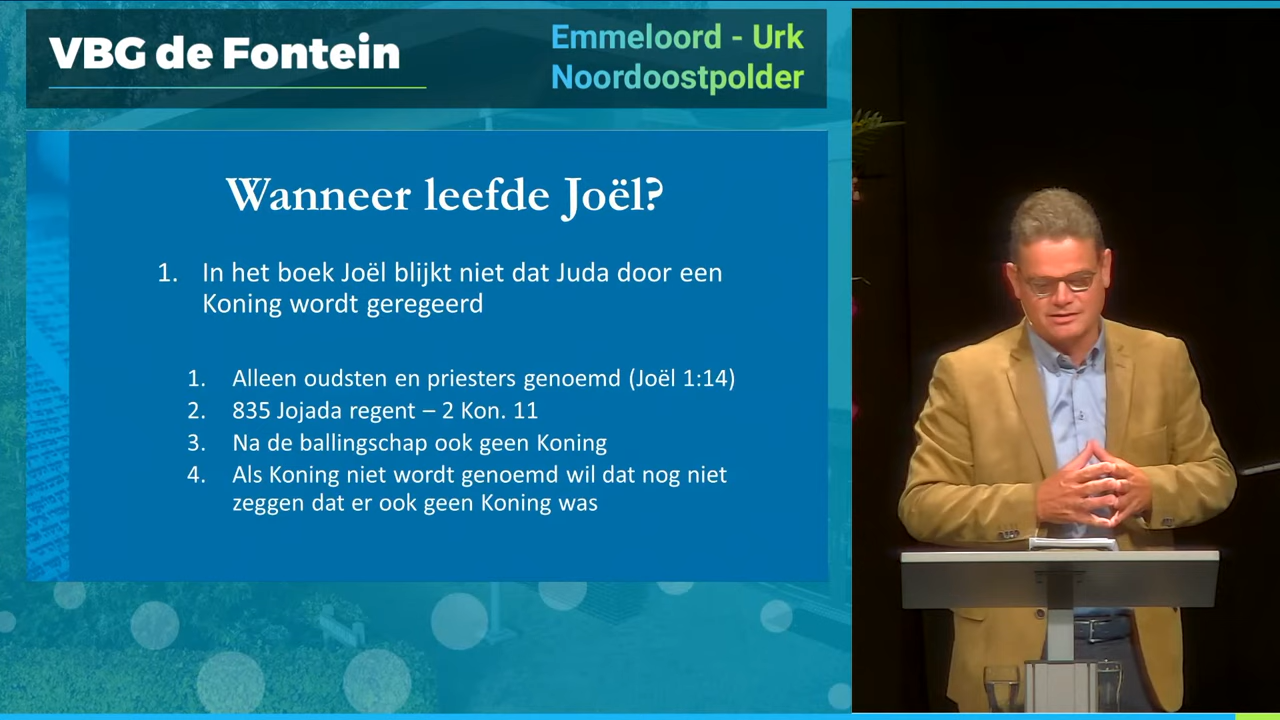 VBG de Fontein
Emmeloord - Urk
Noordoostpolder
Wanneer leefde Joël?
1. In het boek Joël blijkt niet dat Juda door een
Koning wordt geregeerd
1. Alleen oudsten en priesters genoemd (Joël 1:14)
2. 835 Jojada regent – 2 Kon. 11
3. Na de ballingschap ook geen Koning
4. Als Koning niet wordt genoemd wil dat nog niet
zeggen dat er ook geen Koning was